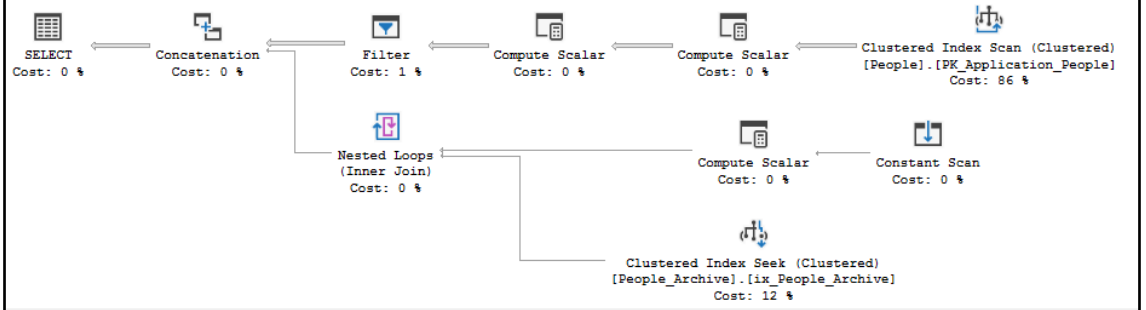 SELECT
Cost: 0 %
Concatenation
Cost: 0 %
Filter
Cost: 1 %
Compute Scalar
Cost: 0 %
Compute Scalar
Cost: 0 %
Clustered Index Scan (Clustered)
[People].[PK_Application_People]
Cost: 86 %
Nested Loops
(Inner Join)
Cost: 0 %
Compute Scalar
Cost: 0 %
Constant Scan
Cost: 0 %
Clustered Index Seek (Clustered)
[People_Archive].[ix_People_Archive]
Cost: 12 %